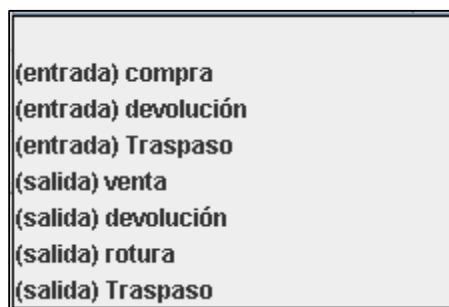 (entrada) compra
(entrada) devolución
(entrada) Traspaso
(salida) venta
(salida) devolución
(salida) rotura
(salida) Traspaso